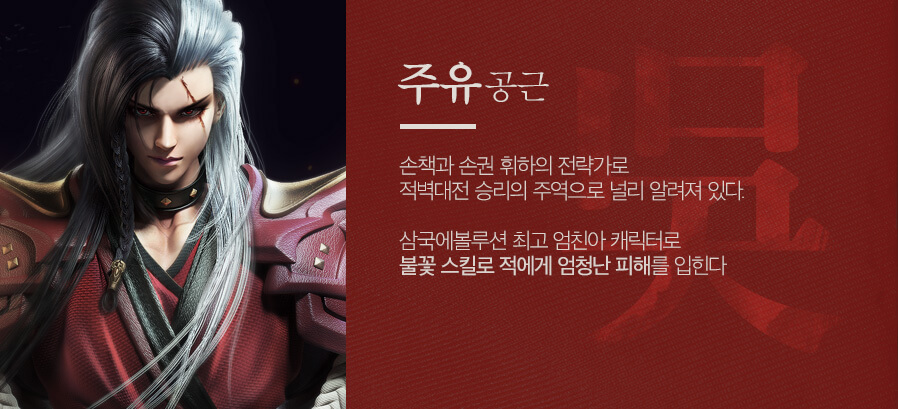 주유 공근
손책과 손권 휘하의 전략가로
적벽대전 승리의 주역으로 널리 알려져 있다.
삼국에볼루션 최고 엄친아 캐릭터로
불꽃 스킬로 적에게 엄청난 피해를 입힌다
吳